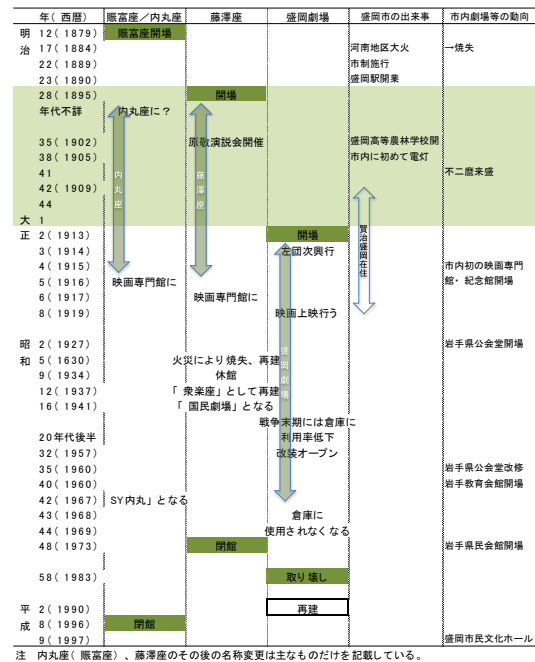 年( 西暦) 賑富座／内丸座 藤澤座 盛岡劇場 盛岡市の出来事 市内劇場等の動向
明 12( 1879) 賑富座開場
治 17( 1884) 河南地区大火 →焼失
22( 1889) 市制施行
23( 1890) 盛岡駅開業
28( 1895) 開場
年代不詳 内丸座に？
35( 1902) 原敬演説会開催 盛岡高等農林学校開
38( 1905) 市内に初めて電灯
41 不二麿来盛
42( 1909)
44
大 1
正 2( 1913) 開場
3( 1914) 左団次興行
4( 1915) 市内初の映画専門
5( 1916) 映画専門館に 館・紀念館開場
6( 1917) 映画専門館に
8( 1919) 映画上映行う
内丸座
藤澤座
賢治盛岡在住
盛岡劇場
昭 2( 1927) 岩手県公会堂開場
和 5( 1630) 火災により焼失、再建
9( 1934) 休館
12( 1937) 「 衆楽座」として再建
16( 1941) 「 国民劇場」となる
戦争末期には倉庫に
20年代後半 利用率低下
32( 1957) 改装オープン
35( 1960) 岩手県公会堂改修
40( 1960) 岩手教育会館開場
42( 1967) SY内丸」となる
43( 1968) 倉庫に
44( 1969) 使用されなくなる
48( 1973) 閉館 岩手県民会館開場
58( 1983) 取り壊し
平 2( 1990) 再建
成 8( 1996) 閉館
9( 1997) 盛岡市民文化ホール
注 内丸座( 賑富座) 、藤澤座のその後の名称変更は主なものだけを記載している。